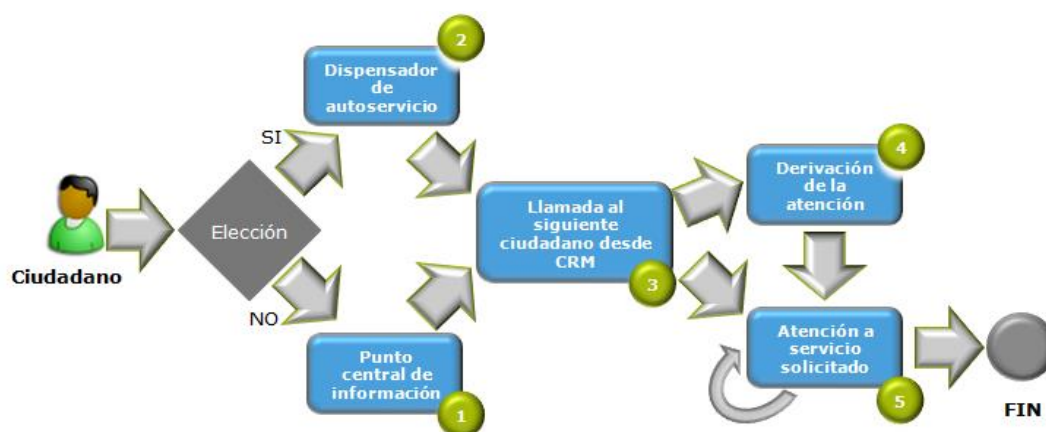 2
Dispensador
de
autoservicio
SI
Ciudadano
Elección
NO
Punto
central de
información
1
Llamada al
siguiente
ciudadano desde
CRM
3
4
Derivación
de la
atención
Atención a
servicio
solicitado
5
FIN